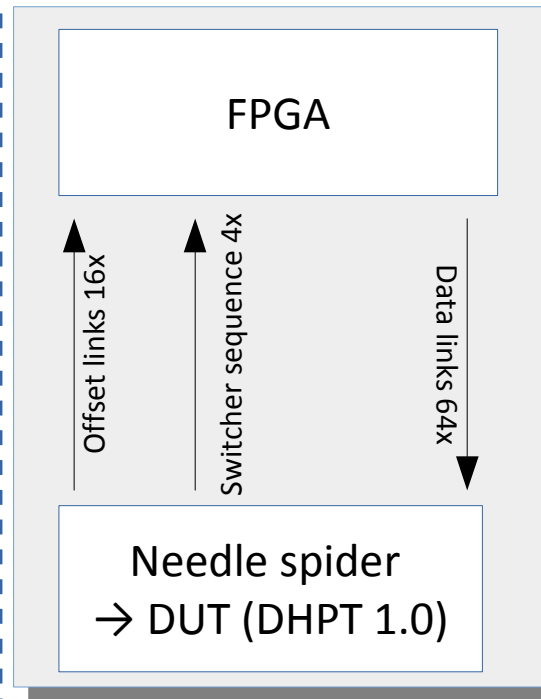 FPGA
Offset links 16x
Switcher sequence 4x
Data links 64x
Needle spider
→ DUT (DHPT 1.0)